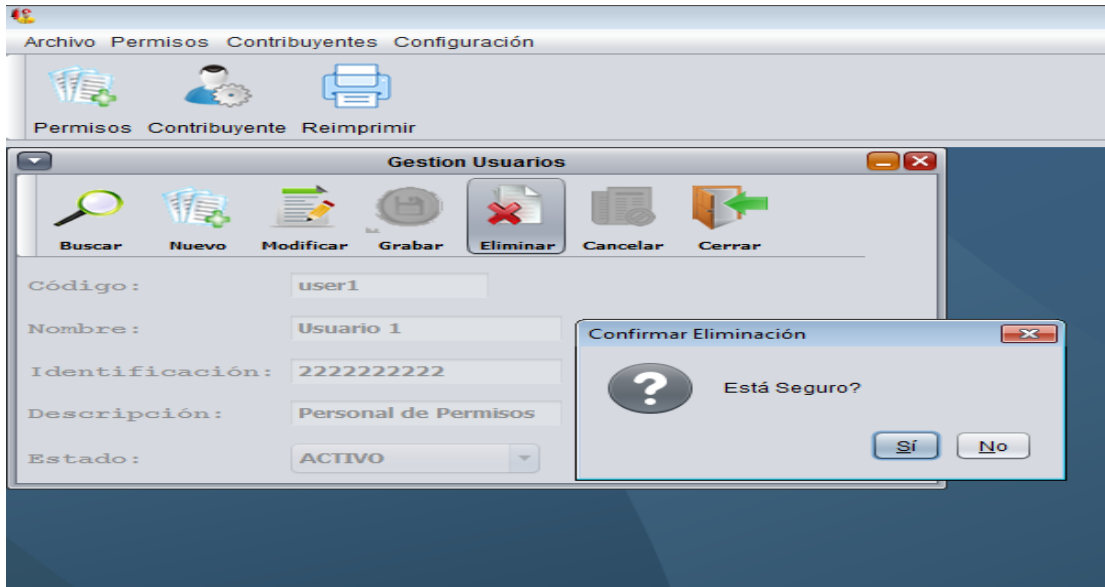 Archivo Permisos Contribuyentes Configuración
Permisos Contribuyente Reimprimir
Gestion Usuarios
Buscar Nuevo Modificar Grabar Eliminar Cancelar Cerrar
Código: user1
Nombre: Usuario 1
Identificación: 2222222222
Descripción: Personal de Permisos
Estado: ACTIVO
Confirmar Eliminación
Está Seguro?
Sí No